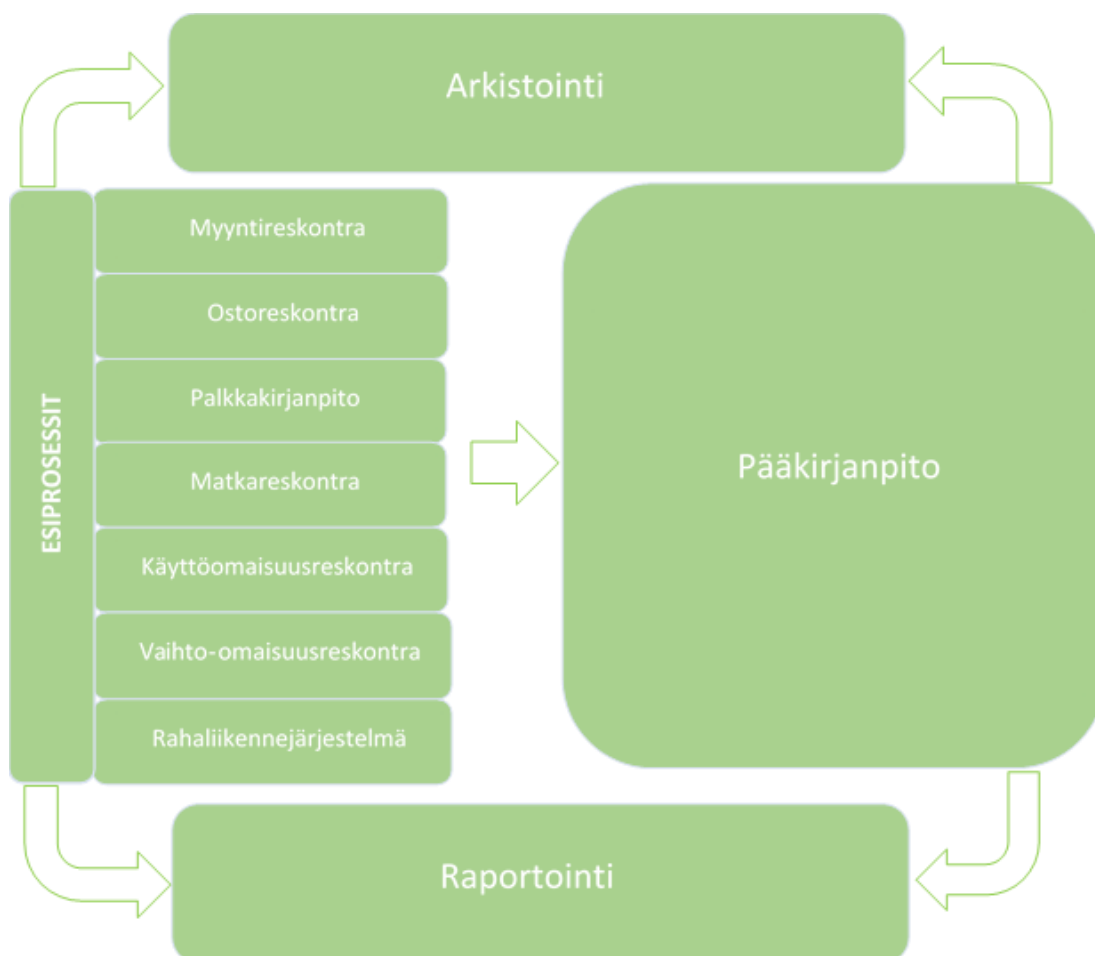 Arkistointi
ESIPROSESSIT
Myyntireskontra
Ostoreskontra
Palkkakirjanpito
Matkareskontra
Käyttöomaisuusreskontra
Vaihto-omaisuusreskontra
Rahaliikennejärjestelmä
Pääkirjanpito
Raportointi